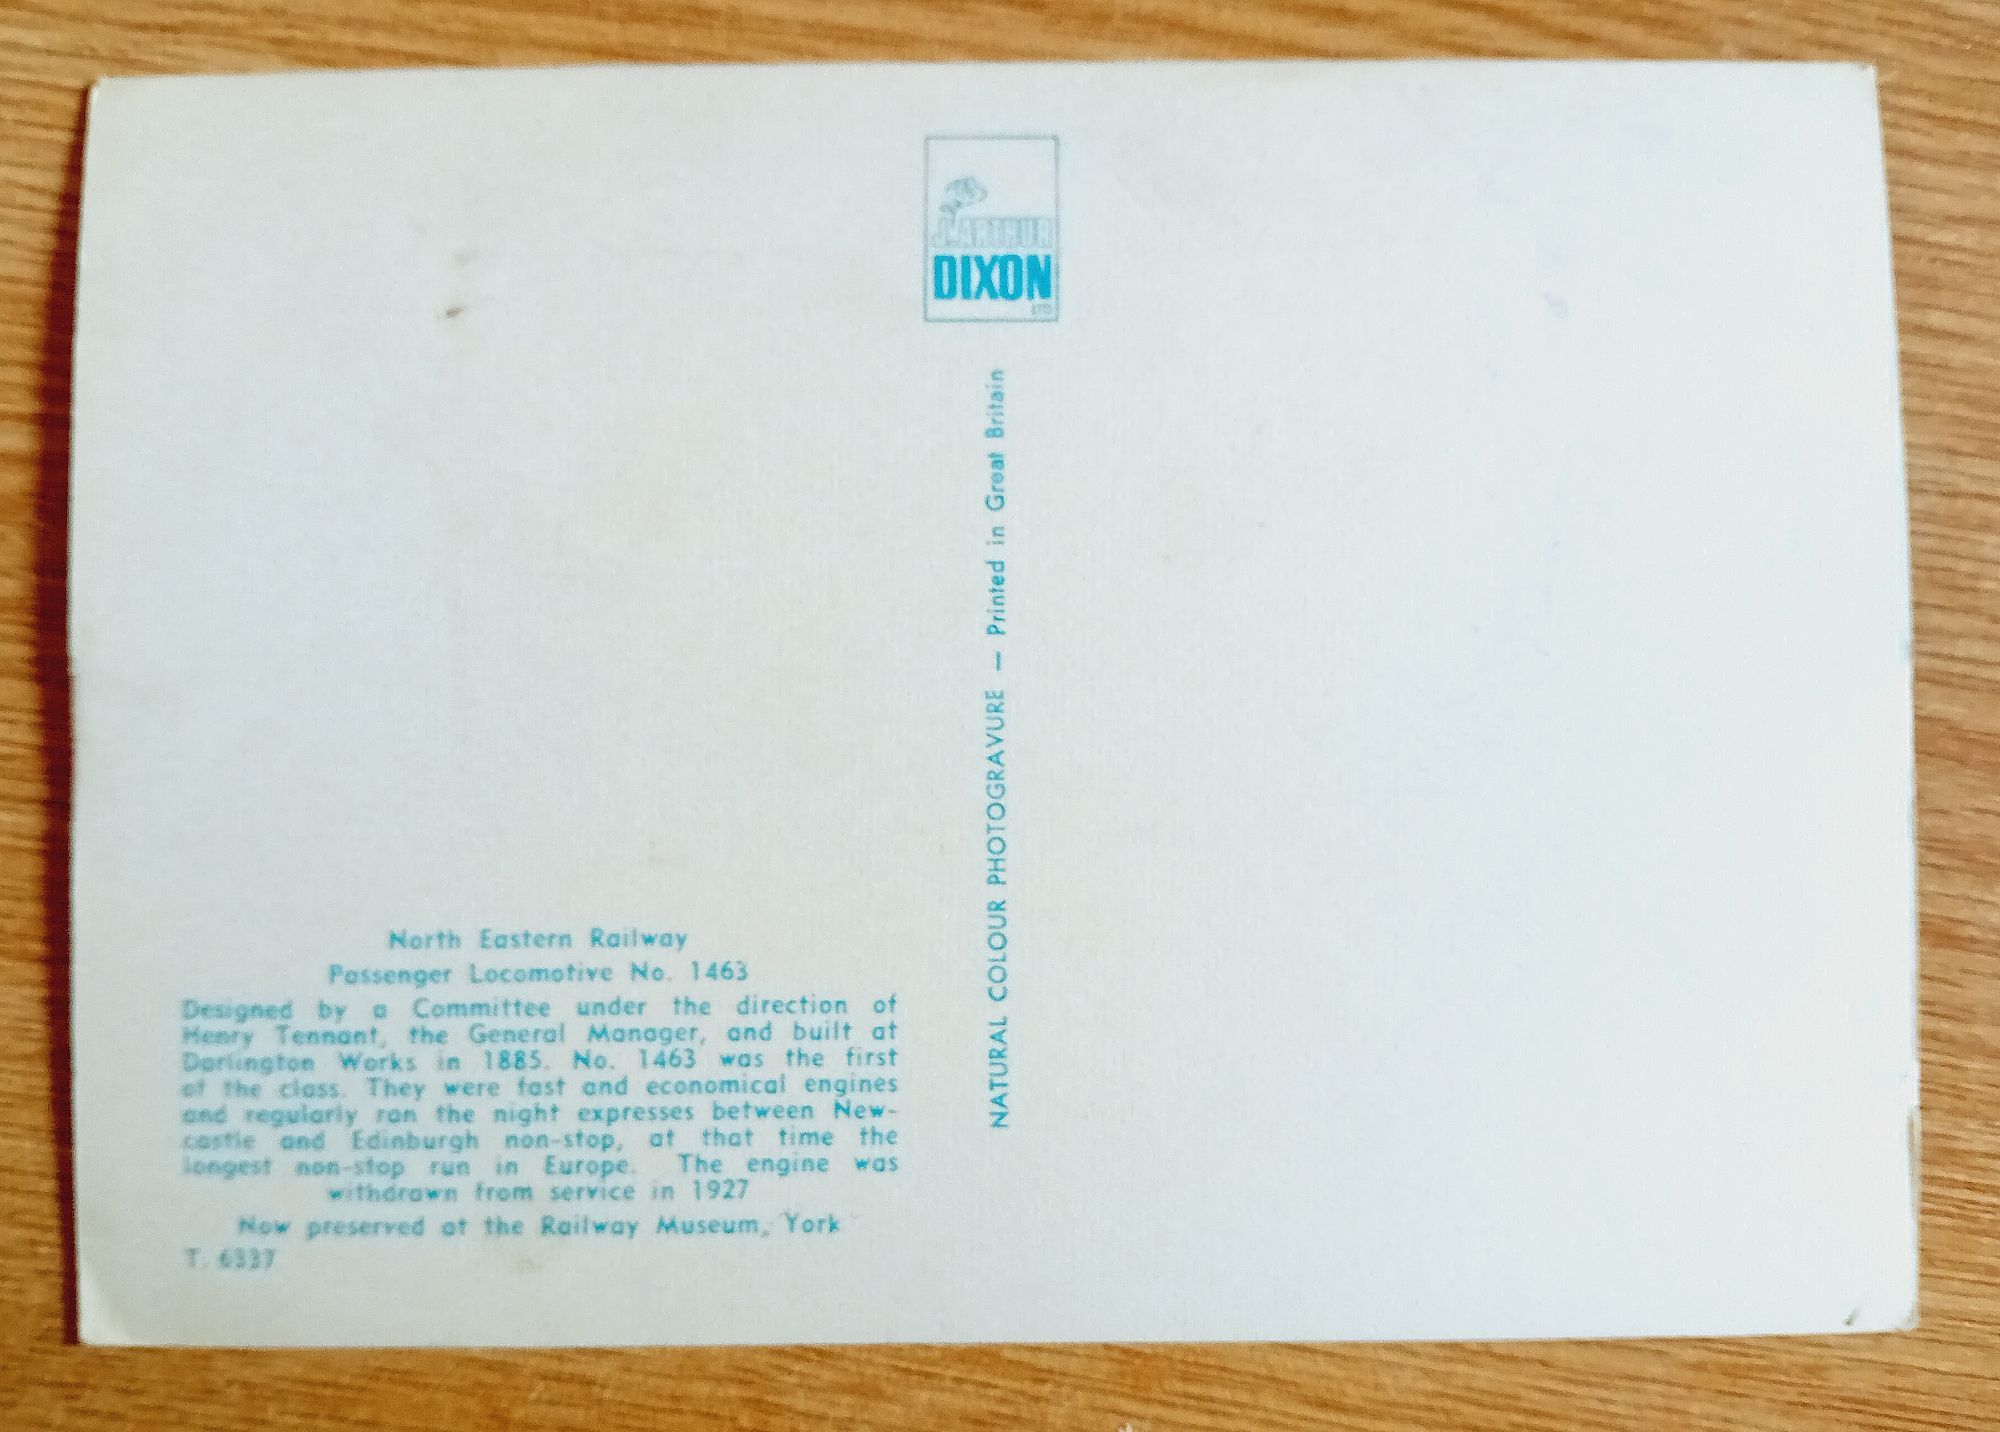 J. ARTHUR
DIXON
LTD
NATURAL COLOUR PHOTOGRAVURE — Printed in Great Britain
North Eastern Railway
Passenger Locomotive No. 1463
Designed by a Committee under the direction of
Henry Tennant, the General Manager, and built at
Darlington Works in 1885. No. 1463 was the first
of the class. They were fast and economical engines
and regularly ran the night expresses between New-
castle and Edinburgh non-stop, at that time the
longest non-stop run in Europe. The engine was
withdrawn from service in 1927
Now preserved at the Railway Museum, York
T. 6337